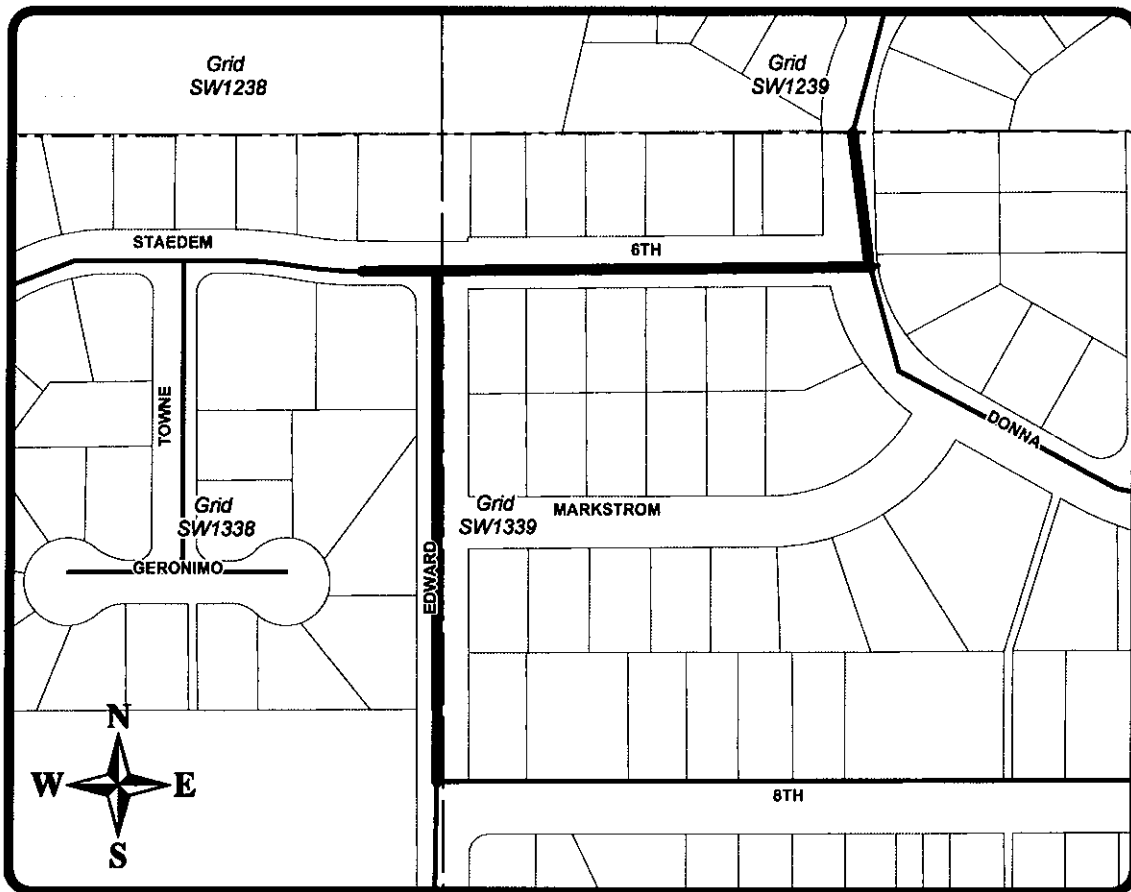 Grid
SW1238
Grid
SW1239
STAEDEM
6TH
TOWNE
DONNA
Grid
SW1338
Grid
SW1339
MARKSTROM
GERONIMO
EDWARD
N
W
E
S
8TH